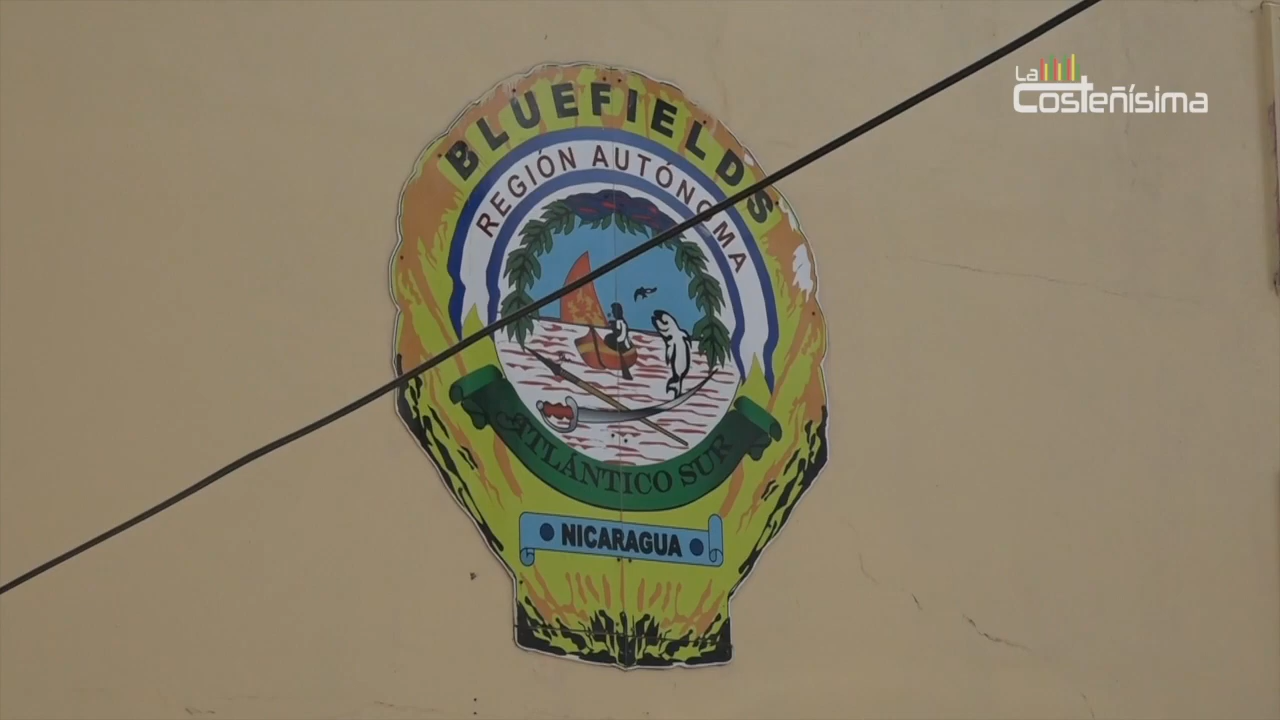 La
Costeñísima
BLUEFIELDS
REGIÓN AUTÓNOMA
ATLÁNTICO SUR
NICARAGUA